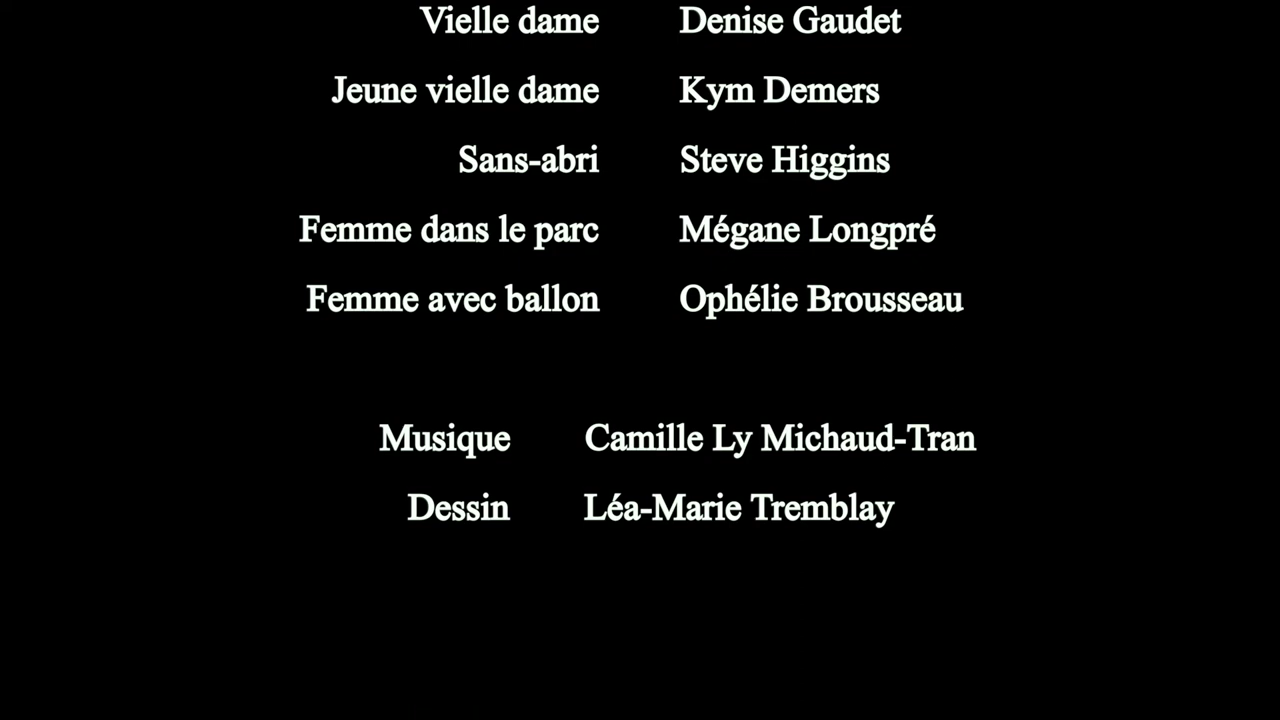 Vielle dame Denise Gaudet
Jeune vielle dame Kym Demers
Sans-abri Steve Higgins
Femme dans le parc Mégane Longpré
Femme avec ballon Ophélie Brousseau
Musique Camille Ly Michaud-Tran
Dessin Léa-Marie Tremblay